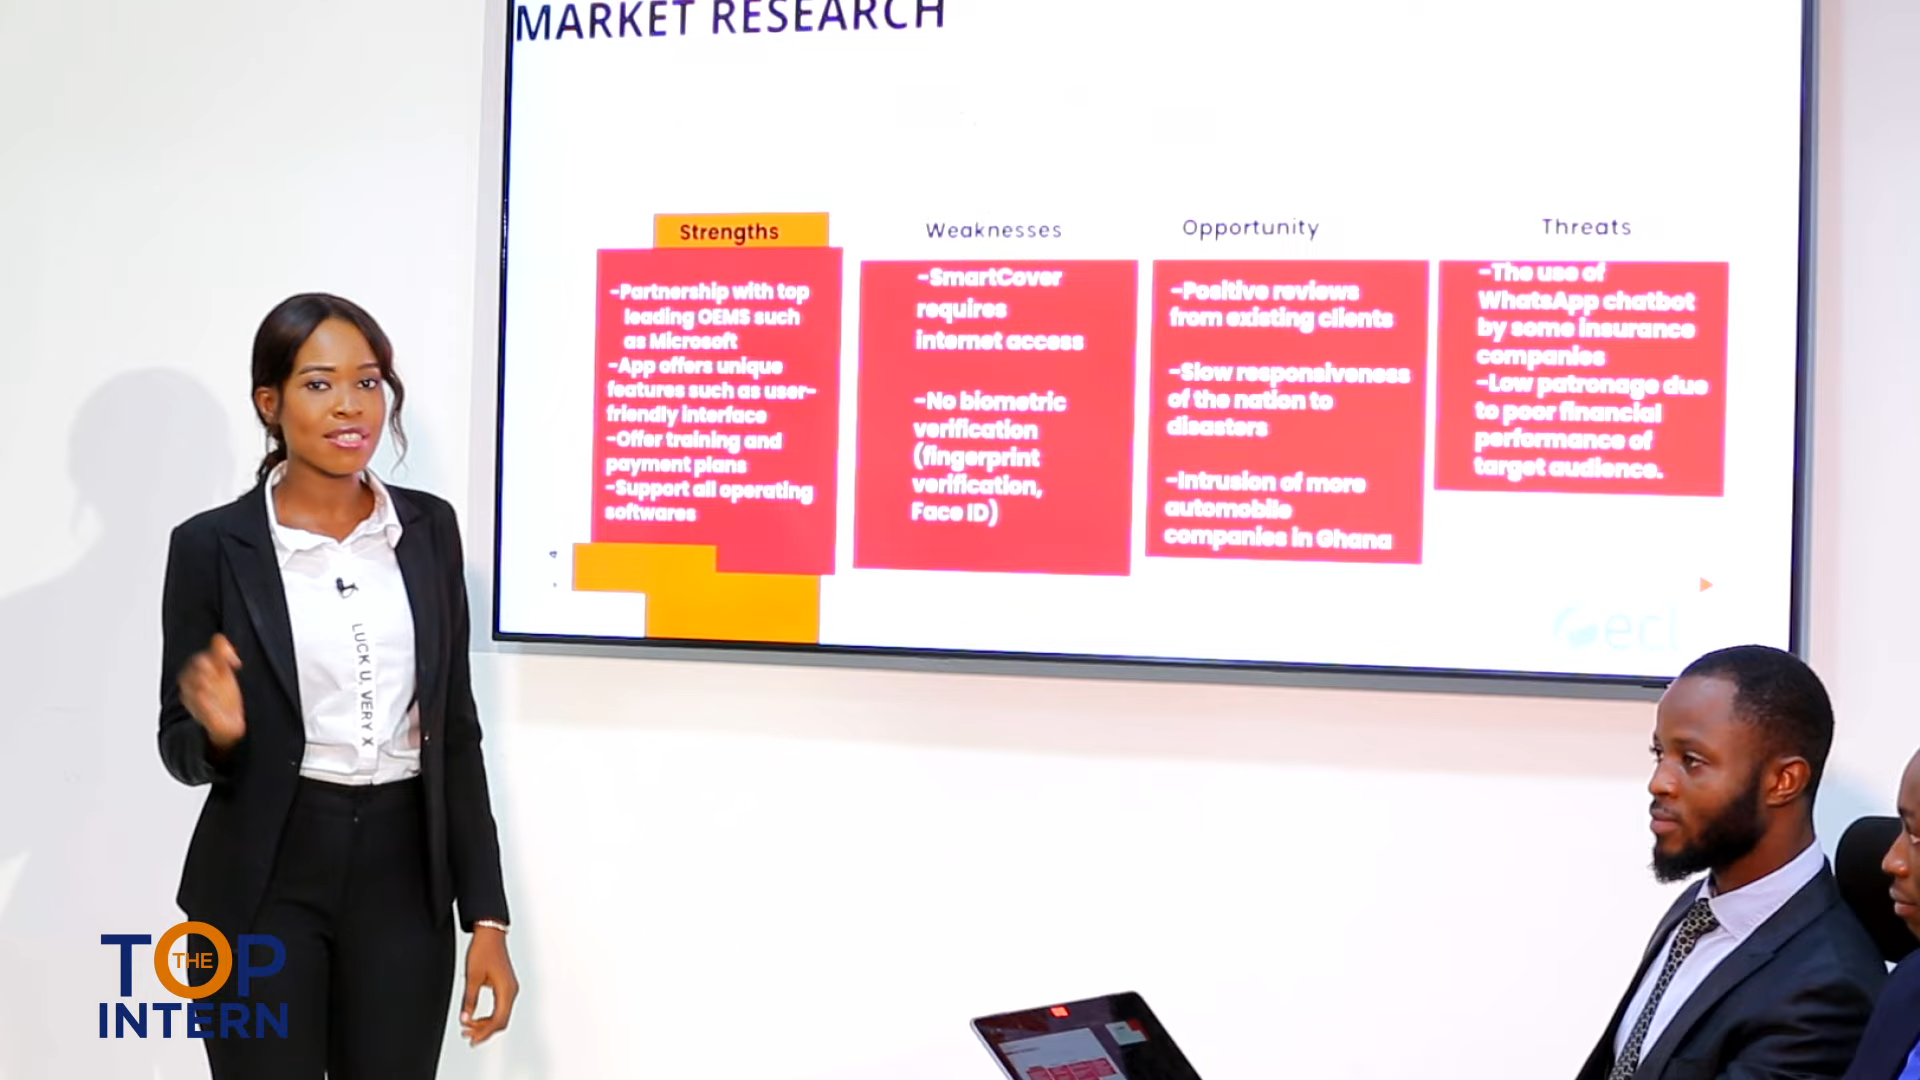 MARKET RESEARCH
Strengths
-Partnership with top
leading OEMS such
as Microsoft
-App offers unique
features such as user-
friendly interface
-Offer training and
payment plans
-Support all operating
softwares
Weaknesses
-SmartCover
requires
internet access
-No biometric
verification
(fingerprint
verification,
Face ID)
Opportunity
-Positive reviews
from existing clients
-Slow responsiveness
of the nation to
disasters
-Intrusion of more
automobile
companies in Ghana
Threats
-The use of
WhatsApp chatbot
by some insurance
companies
-Low patronage due
to poor financial
performance of
target audience.
ecl
LUCK U, VERY X
THE
TOP
INTERN